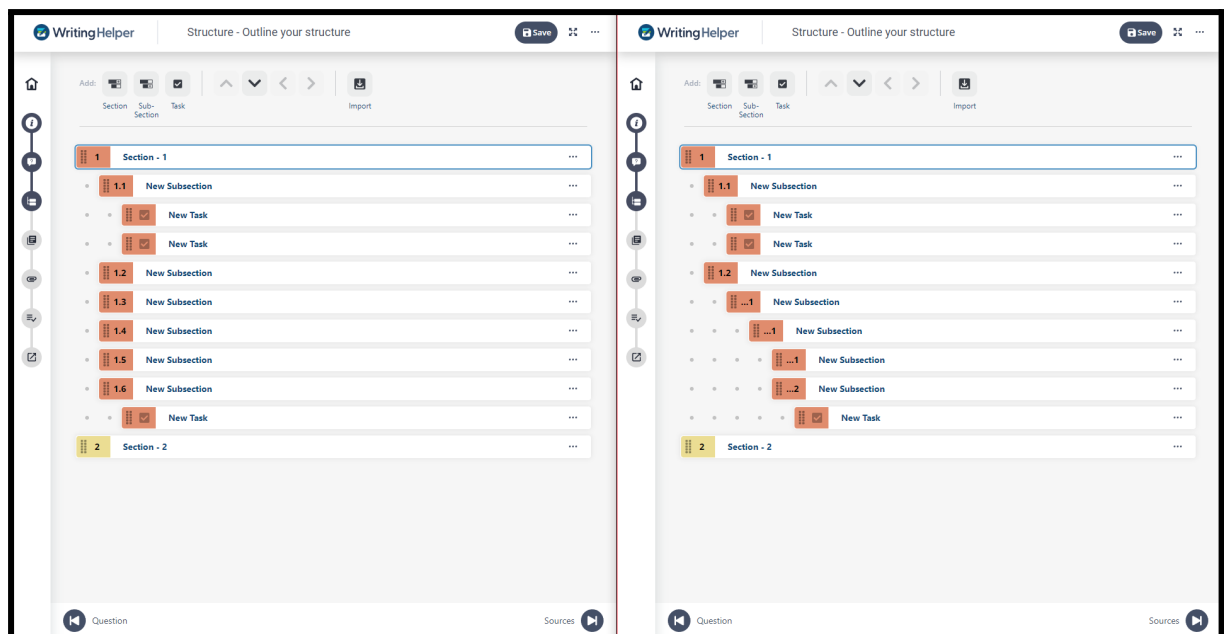 WritingHelper Structure - Outline your structure Save
Add: Section Sub-Section Task Import
1 Section - 1
1.1 New Subsection
New Task
New Task
1.2 New Subsection
1.3 New Subsection
1.4 New Subsection
1.5 New Subsection
1.6 New Subsection
New Task
2 Section - 2
Question Sources
WritingHelper Structure - Outline your structure Save
Add: Section Sub-Section Task Import
1 Section - 1
1.1 New Subsection
New Task
New Task
1.2 New Subsection
...1 New Subsection
...1 New Subsection
...1 New Subsection
...2 New Subsection
New Task
2 Section - 2
Question Sources